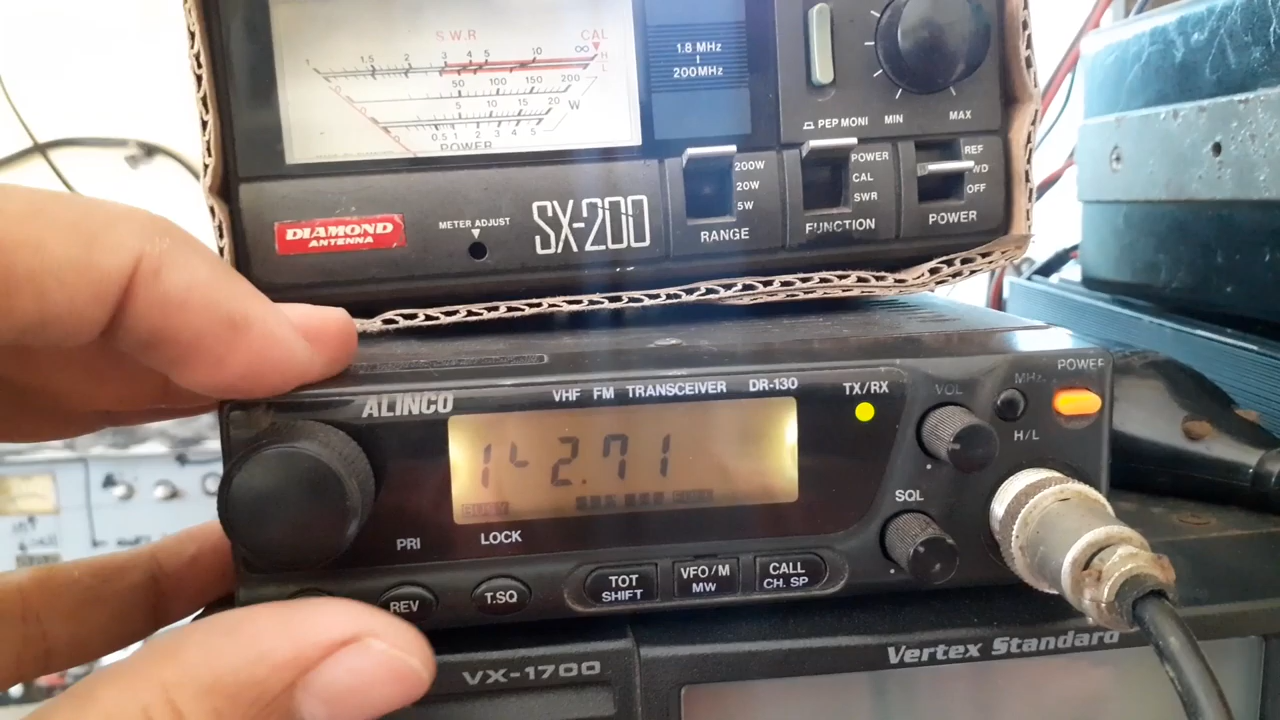 S.W.R CAL
1.5 2 3 4 5 10 ∞ H
L
50 100 150 200
5 10 15 20 W
0.5 1 2 3 4 5
POWER
1.8 MHz
200MHz
PEP MONI MIN MAX
200W
20W
5W
RANGE
POWER
CAL
SWR
FUNCTION
REF
WD
OFF
POWER
DIAMOND
ANTENNA
METER ADJUST
SX-200
ALINCO VHF FM TRANSCEIVER DR-130
TX/RX VOL MHz POWER
H/L
SQL
BUSY
PRI LOCK
REV T.SQ
TOT
SHIFT
VFO/M
MW
CALL
CH. SP
VX-1700 Vertex Standard